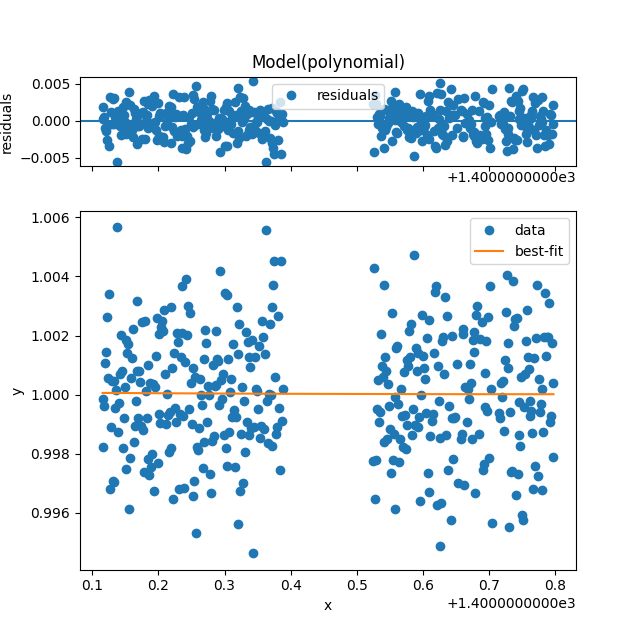 Model(polynomial)
0.005
0.000
−0.005
residuals
residuals
+1.4000000000e3
1.006
1.004
1.002
1.000
0.998
0.996
y
data
best-fit
0.1 0.2 0.3 0.4 0.5 0.6 0.7 0.8
x
+1.4000000000e3